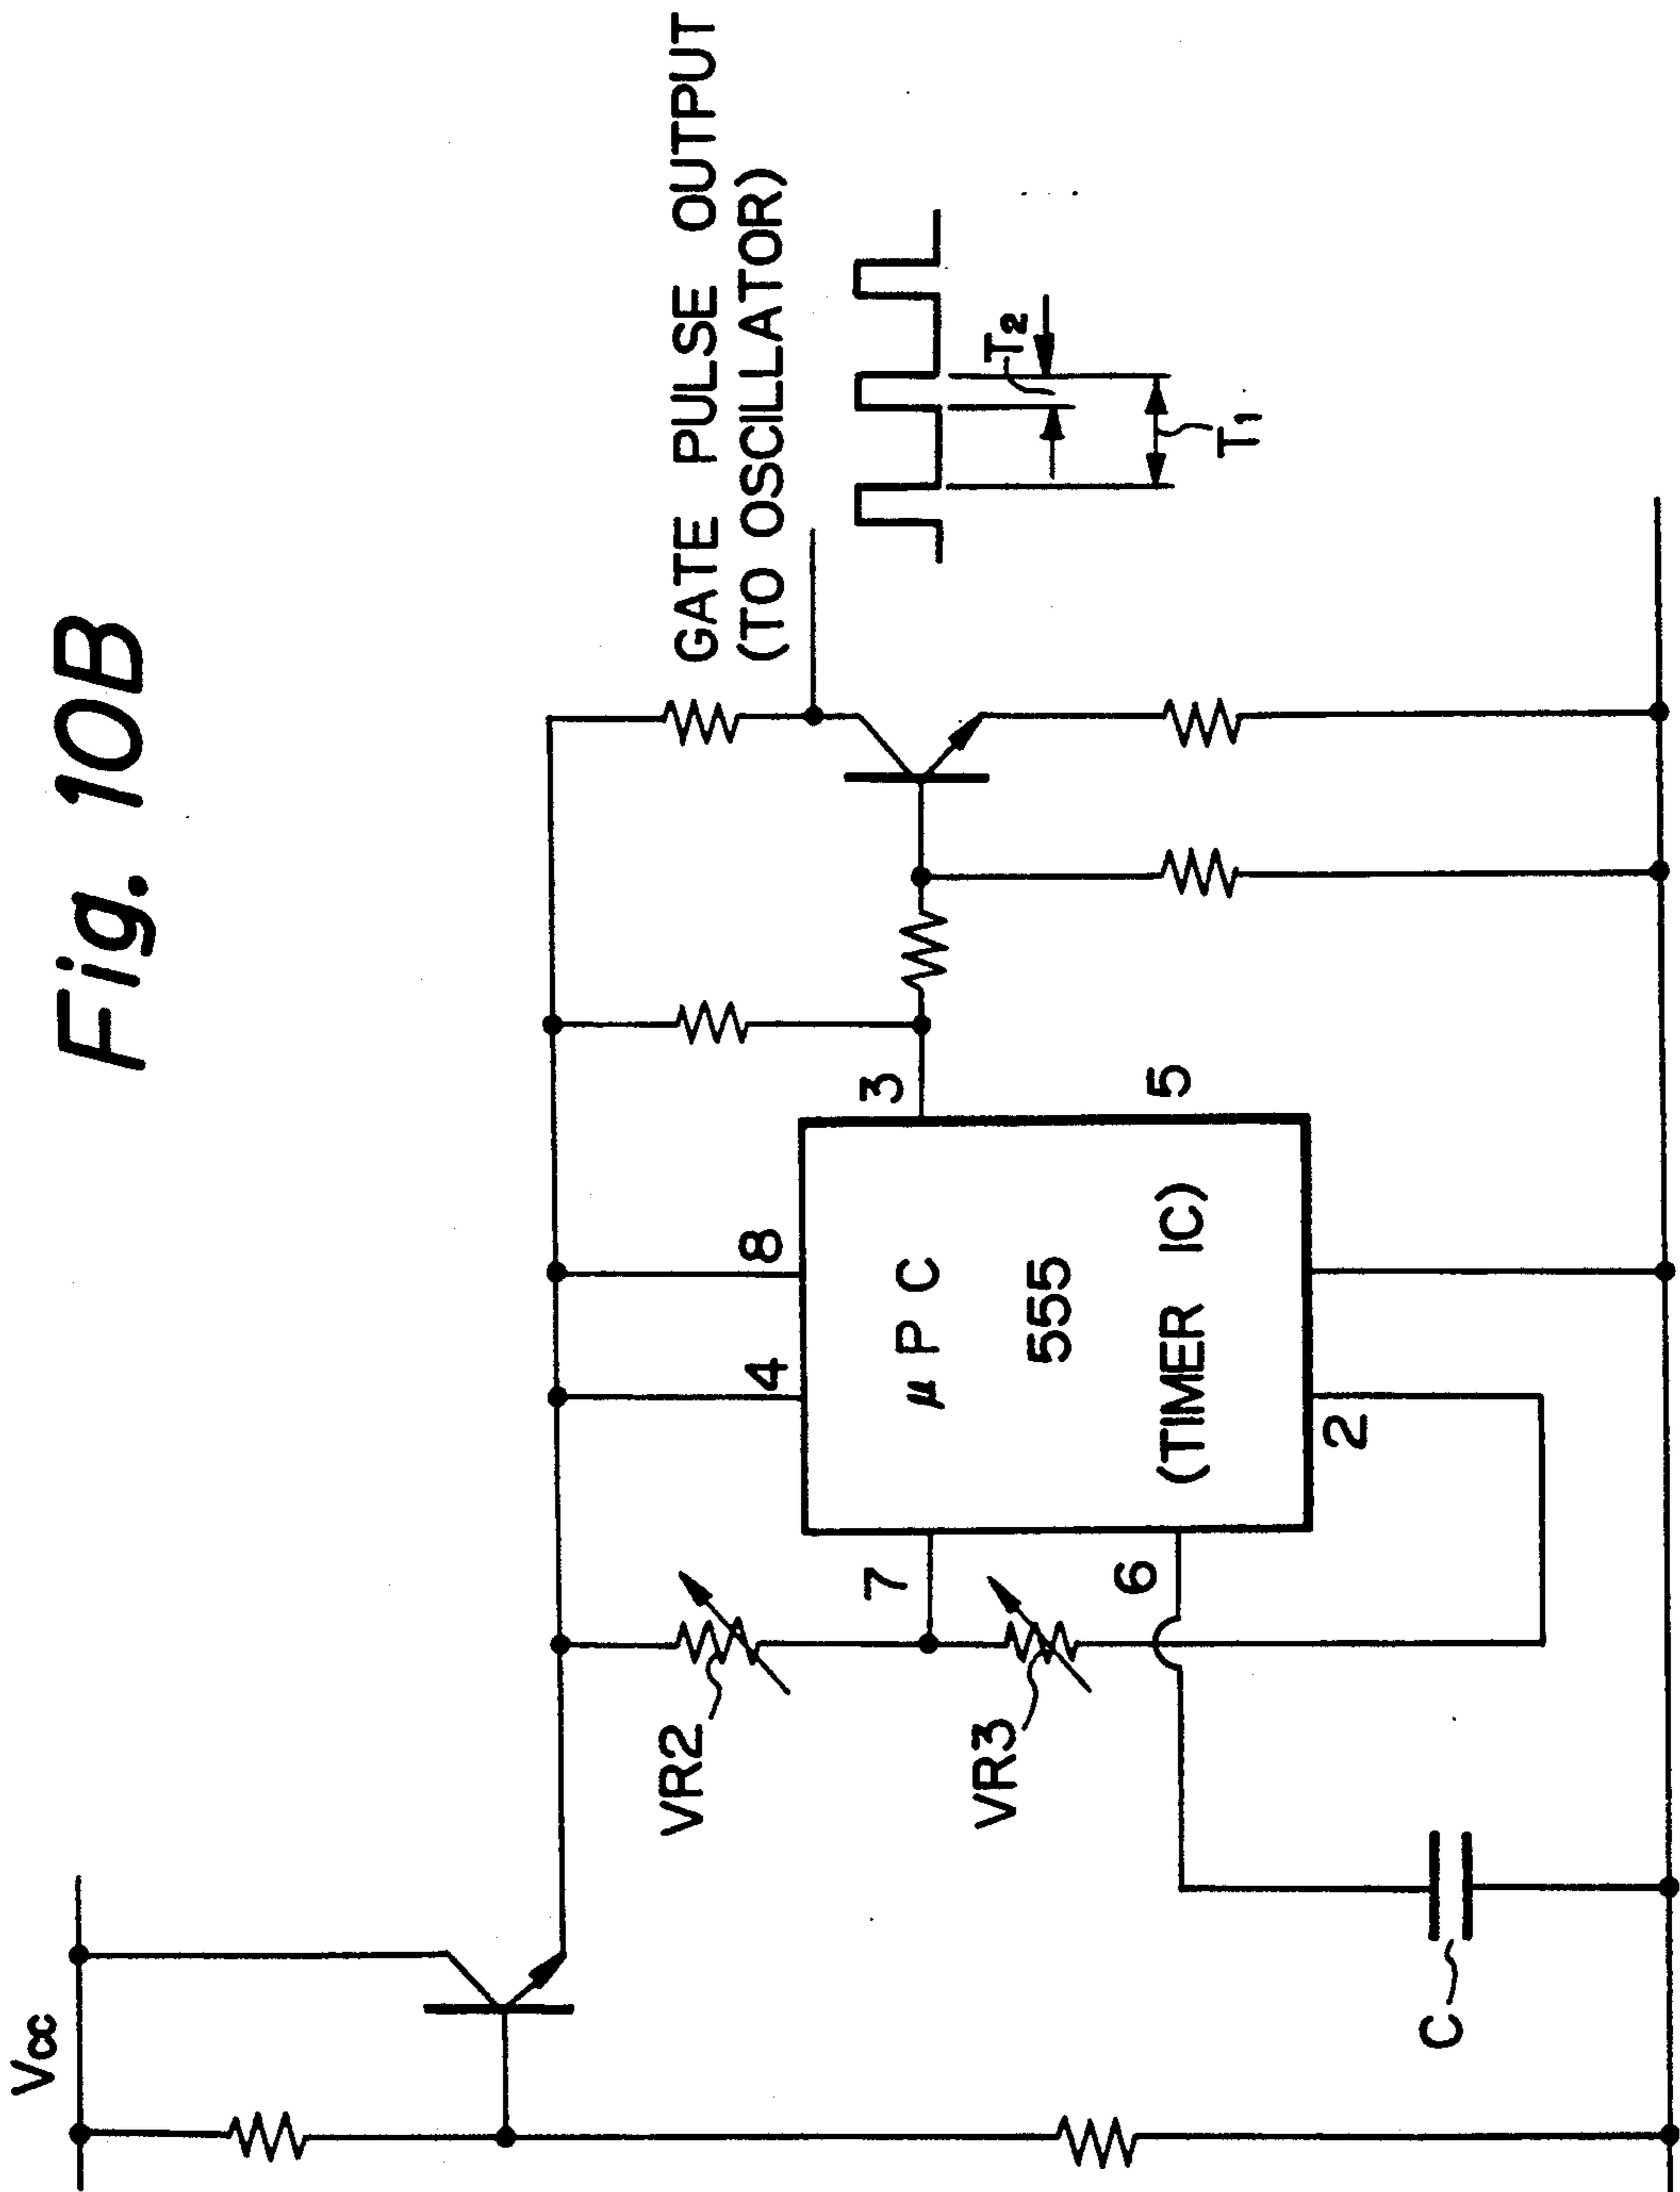 Fig. 10B
Vcc
GATE PULSE OUTPUT
(TO OSCILLATOR)
VR2
4
8
3
7
μPC
555
(TIMER IC)
VR3
6
2
5
C
T2
T1